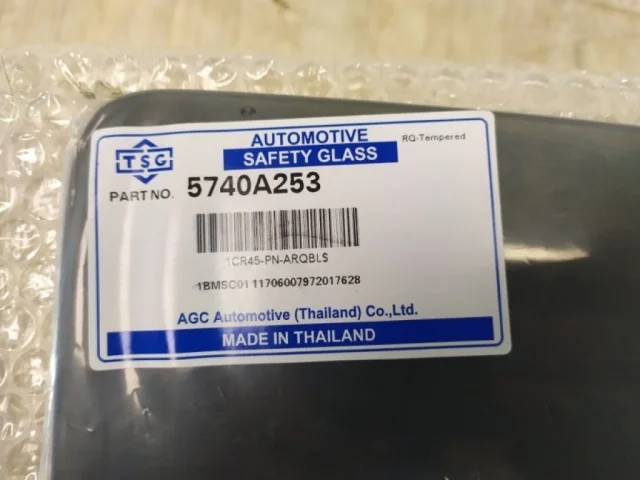 TSG
AUTOMOTIVE
SAFETY GLASS
RQ-Tempered
PART NO. 5740A253
1CR45-PN-ARQBLS
1BMSC01 11706007972017628
AGC Automotive (Thailand) Co.,Ltd.
MADE IN THAILAND